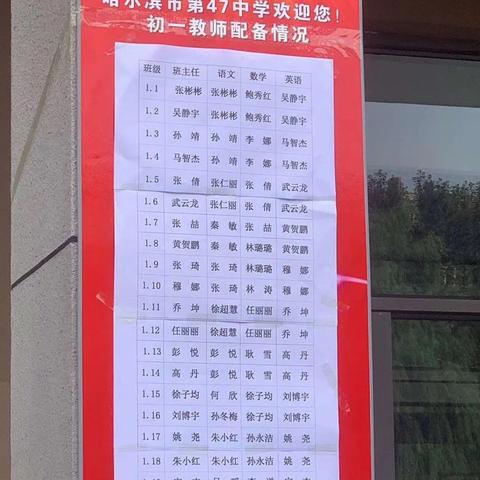 哈尔滨市第47中学欢迎您！
初一教师配备情况
班级 班主任 语文 数学 英语
1.1 张彬彬 张彬彬 鲍秀红 吴静宇
1.2 吴静宇 张彬彬 鲍秀红 吴静宇
1.3 孙靖 孙靖 李娜 马智杰
1.4 马智杰 孙靖 李娜 马智杰
1.5 张倩 张仁丽 张倩 武云龙
1.6 武云龙 张仁丽 张倩 武云龙
1.7 张喆 秦敏 张喆 黄贺鹏
1.8 黄贺鹏 秦敏 林璐璐 黄贺鹏
1.9 张琦 张琦 林璐璐 穆娜
1.10 穆娜 张琦 林涛 穆娜
1.11 乔坤 徐超慧 任丽丽 乔坤
1.12 任丽丽 徐超慧 任丽丽 乔坤
1.13 彭悦 彭悦 耿雪 高丹
1.14 高丹 彭悦 耿雪 高丹
1.15 徐子均 何欣 徐子均 刘博宇
1.16 刘博宇 孙冬梅 徐子均 刘博宇
1.17 姚尧 朱小红 孙永洁 姚尧
1.18 朱小红 朱小红 孙永洁 姚尧